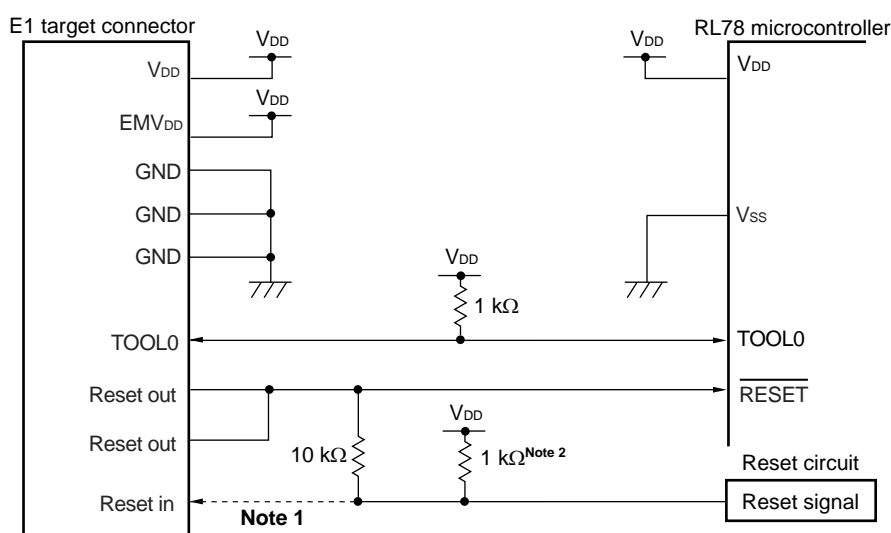 E1 target connector
RL78 microcontroller
VDD
VDD
VDD
VDD
VDD
EMVDD
GND
GND
GND
VSS
VDD
1 kΩ
TOOL0
TOOL0
Reset out
RESET
Reset out
VDD
10 kΩ
1 kΩNote 2
Reset circuit
Reset in
Note 1
Reset signal